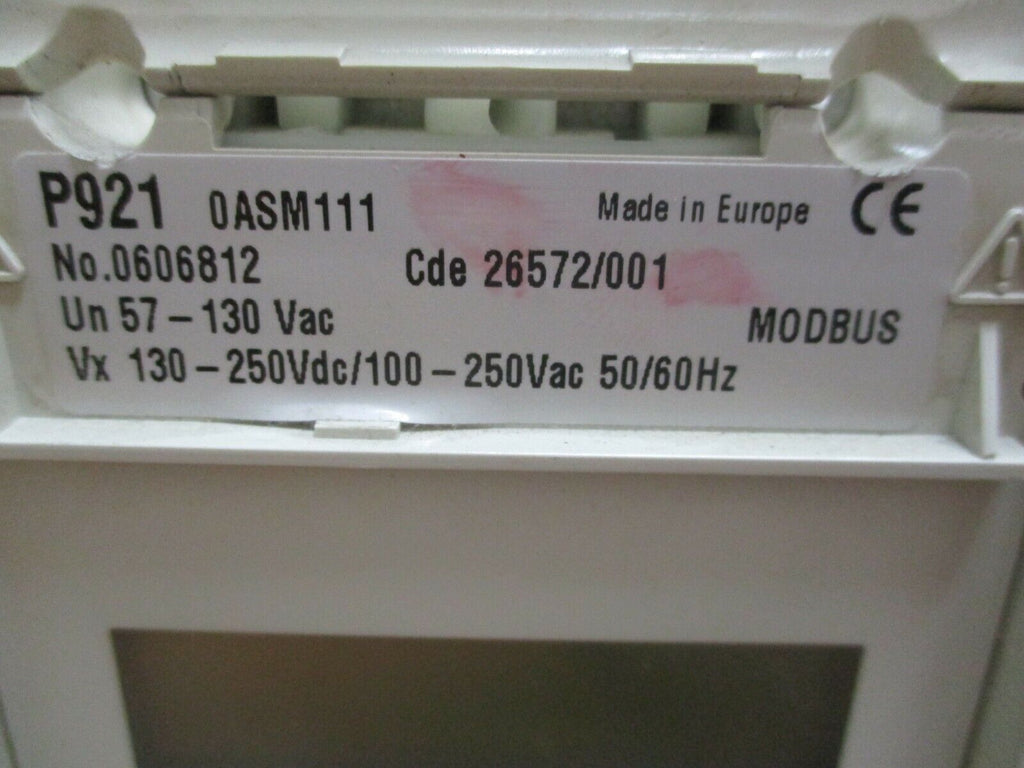 P921 0ASM111 Made in Europe CE
No.0606812 Cde 26572/001
Un 57-130 Vac MODBUS
Vx 130-250Vdc/100-250Vac 50/60Hz